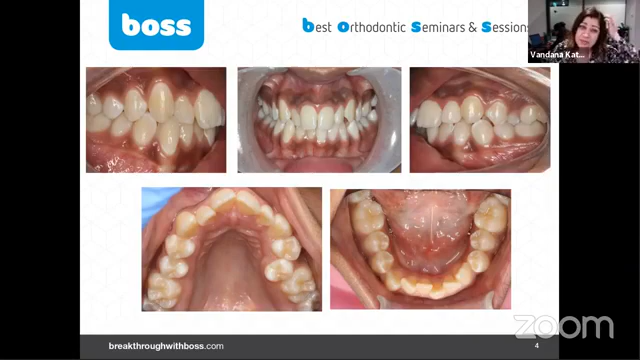 boss
best Orthodontic Seminars & Sessions
Vandana Kat...
breakthroughwithboss.com
4
zoom